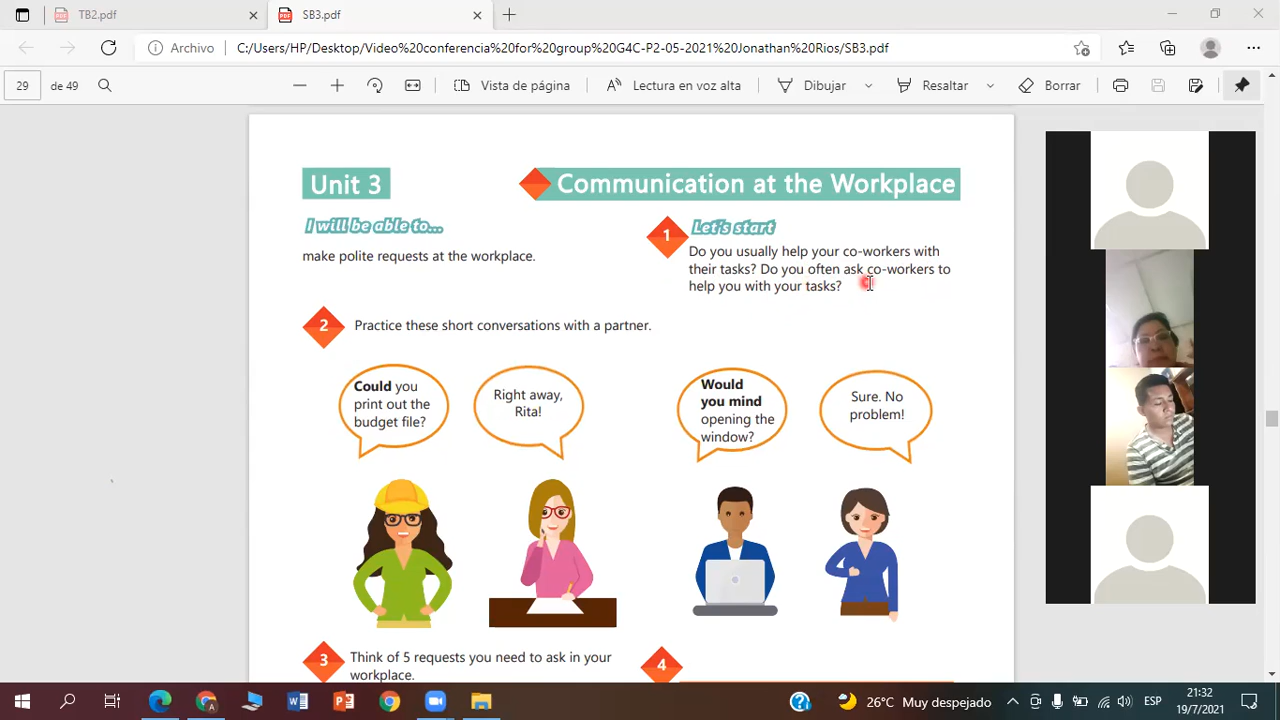 TB2.pdf
SB3.pdf
Archivo
C:/Users/HP/Desktop/Video%20conferencia%20for%20group%20G4C-P2-05-2021%20Jonathan%20Rios/SB3.pdf
29
de 49
Vista de página
Lectura en voz alta
Dibujar
Resaltar
Borrar
Unit 3
Communication at the Workplace
I will be able to...
make polite requests at the workplace.
1
Let's start
Do you usually help your co-workers with
their tasks? Do you often ask co-workers to
help you with your tasks?
2
Practice these short conversations with a partner.
Could you
print out the
budget file?
Right away,
Rita!
Would
you mind
opening the
window?
Sure. No
problem!
3
Think of 5 requests you need to ask in your
workplace.
4
26°C Muy despejado
ESP
21:32
19/7/2021